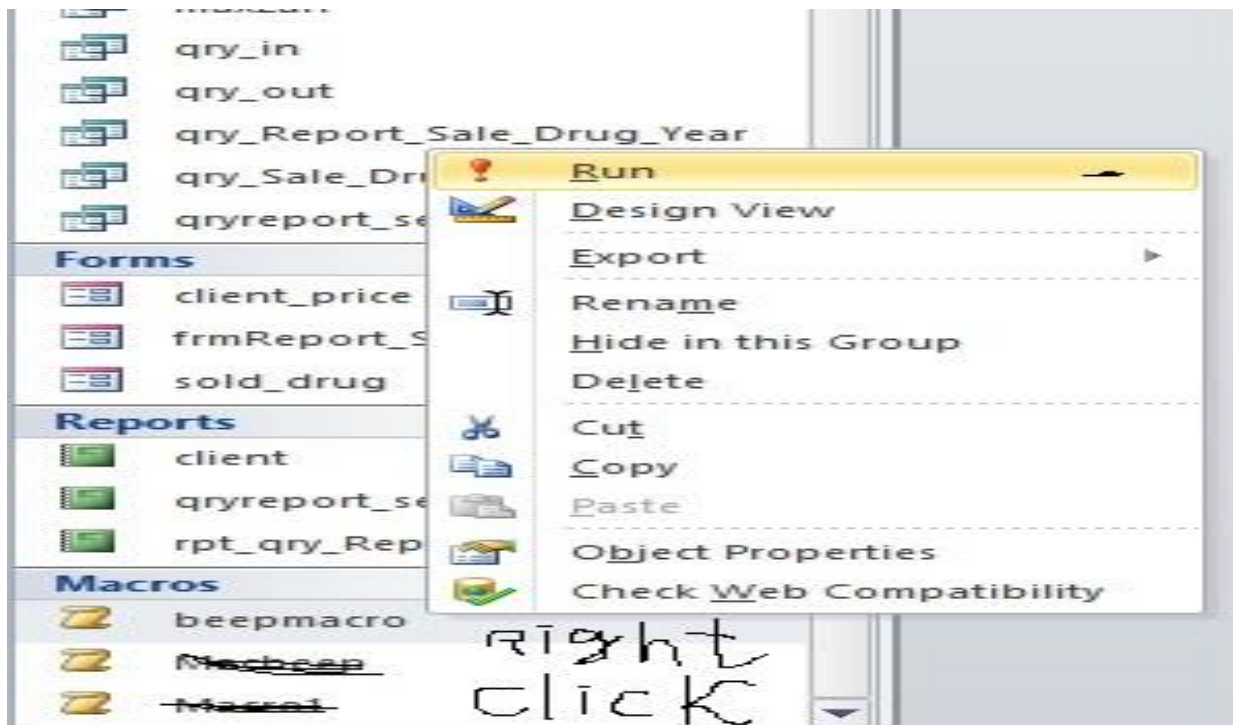 qry_in
qry_out
qry_Report_Sale_Drug_Year
qry_Sale_Dr
qryreport_se
Forms
client_price
frmReport_S
sold_drug
Reports
client
qryreport_se
rpt_qry_Rep
Macros
beepmacro
Macro1
Run
Design View
Export
Rename
Hide in this Group
Delete
Cut
Copy
Paste
Object Properties
Check Web Compatibility
Right
Click